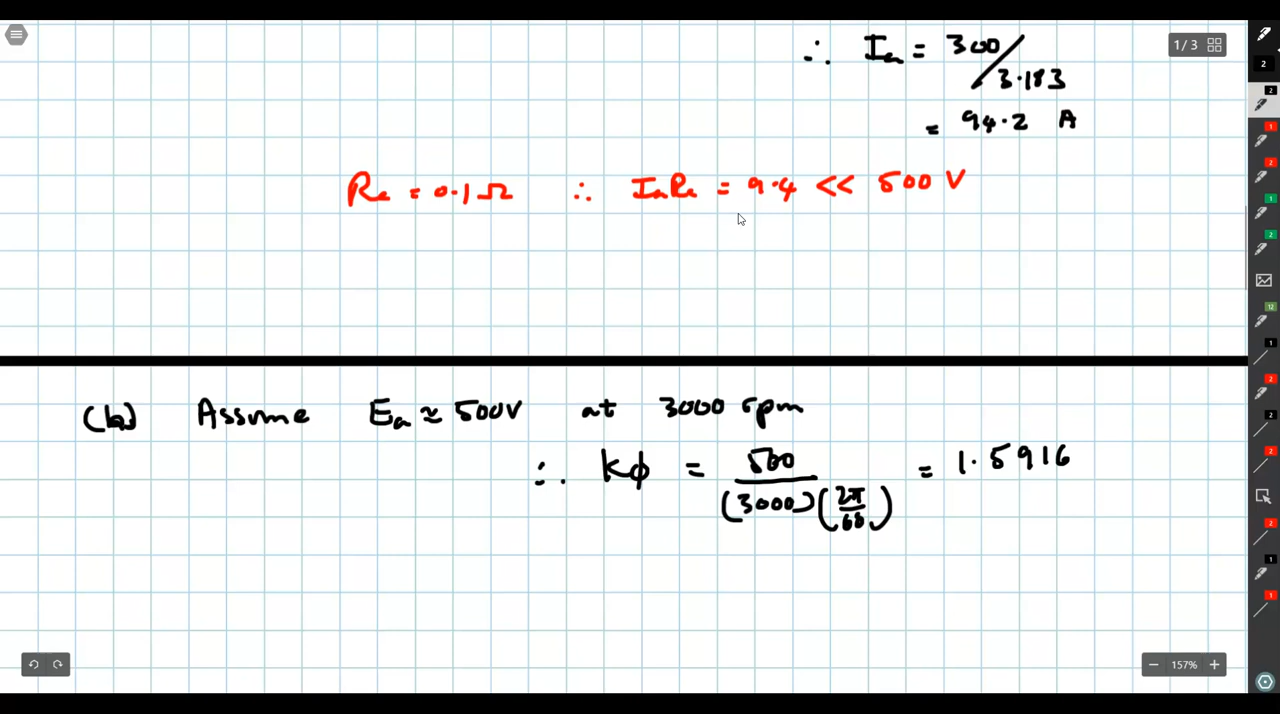 ∴ Ia = 300/3.183
1/3
= 94.2 A
Ra = 0.1 Ω ∴ IaRa = 9.4 << 500 V
(b) Assume Ea ≈ 500V at 3000 rpm
∴ Kϕ = 500/(3000)(2π/60) = 1.5916
157%